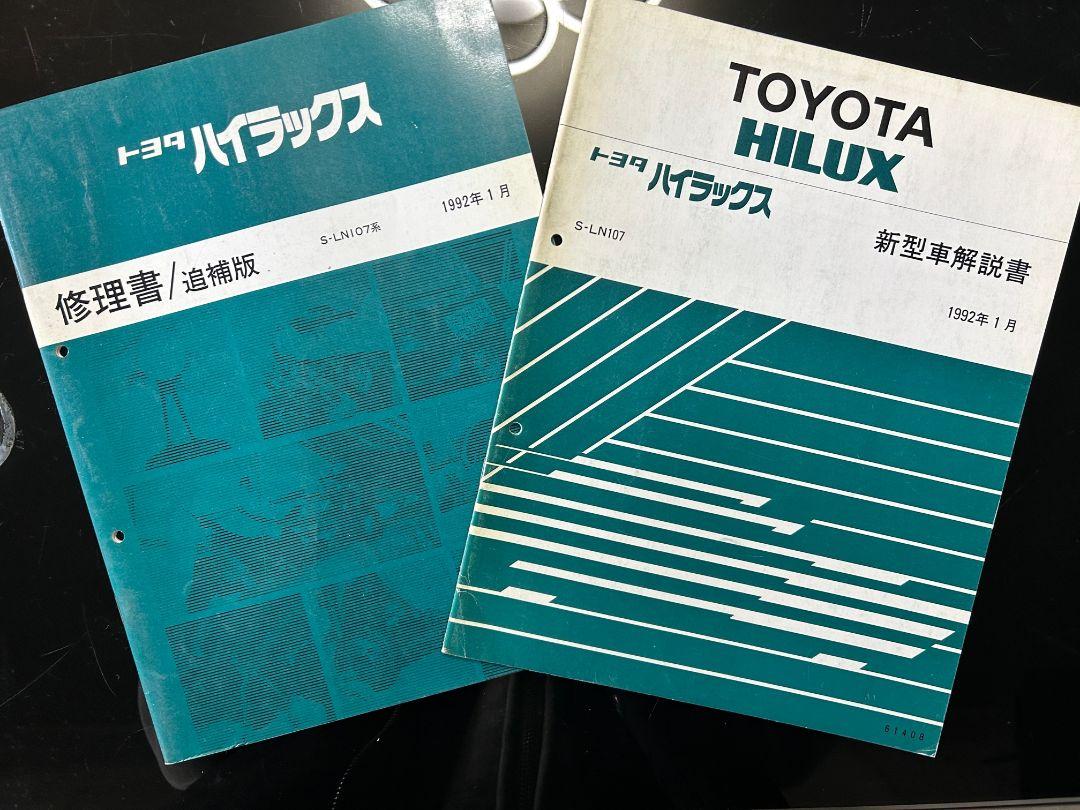 トヨタ ハイラックス
1992年1月
S-LN107系
修理書/追補版
TOYOTA
HILUX
トヨタ ハイラックス
S-LN107
新型車解説書
1992年1月
61408